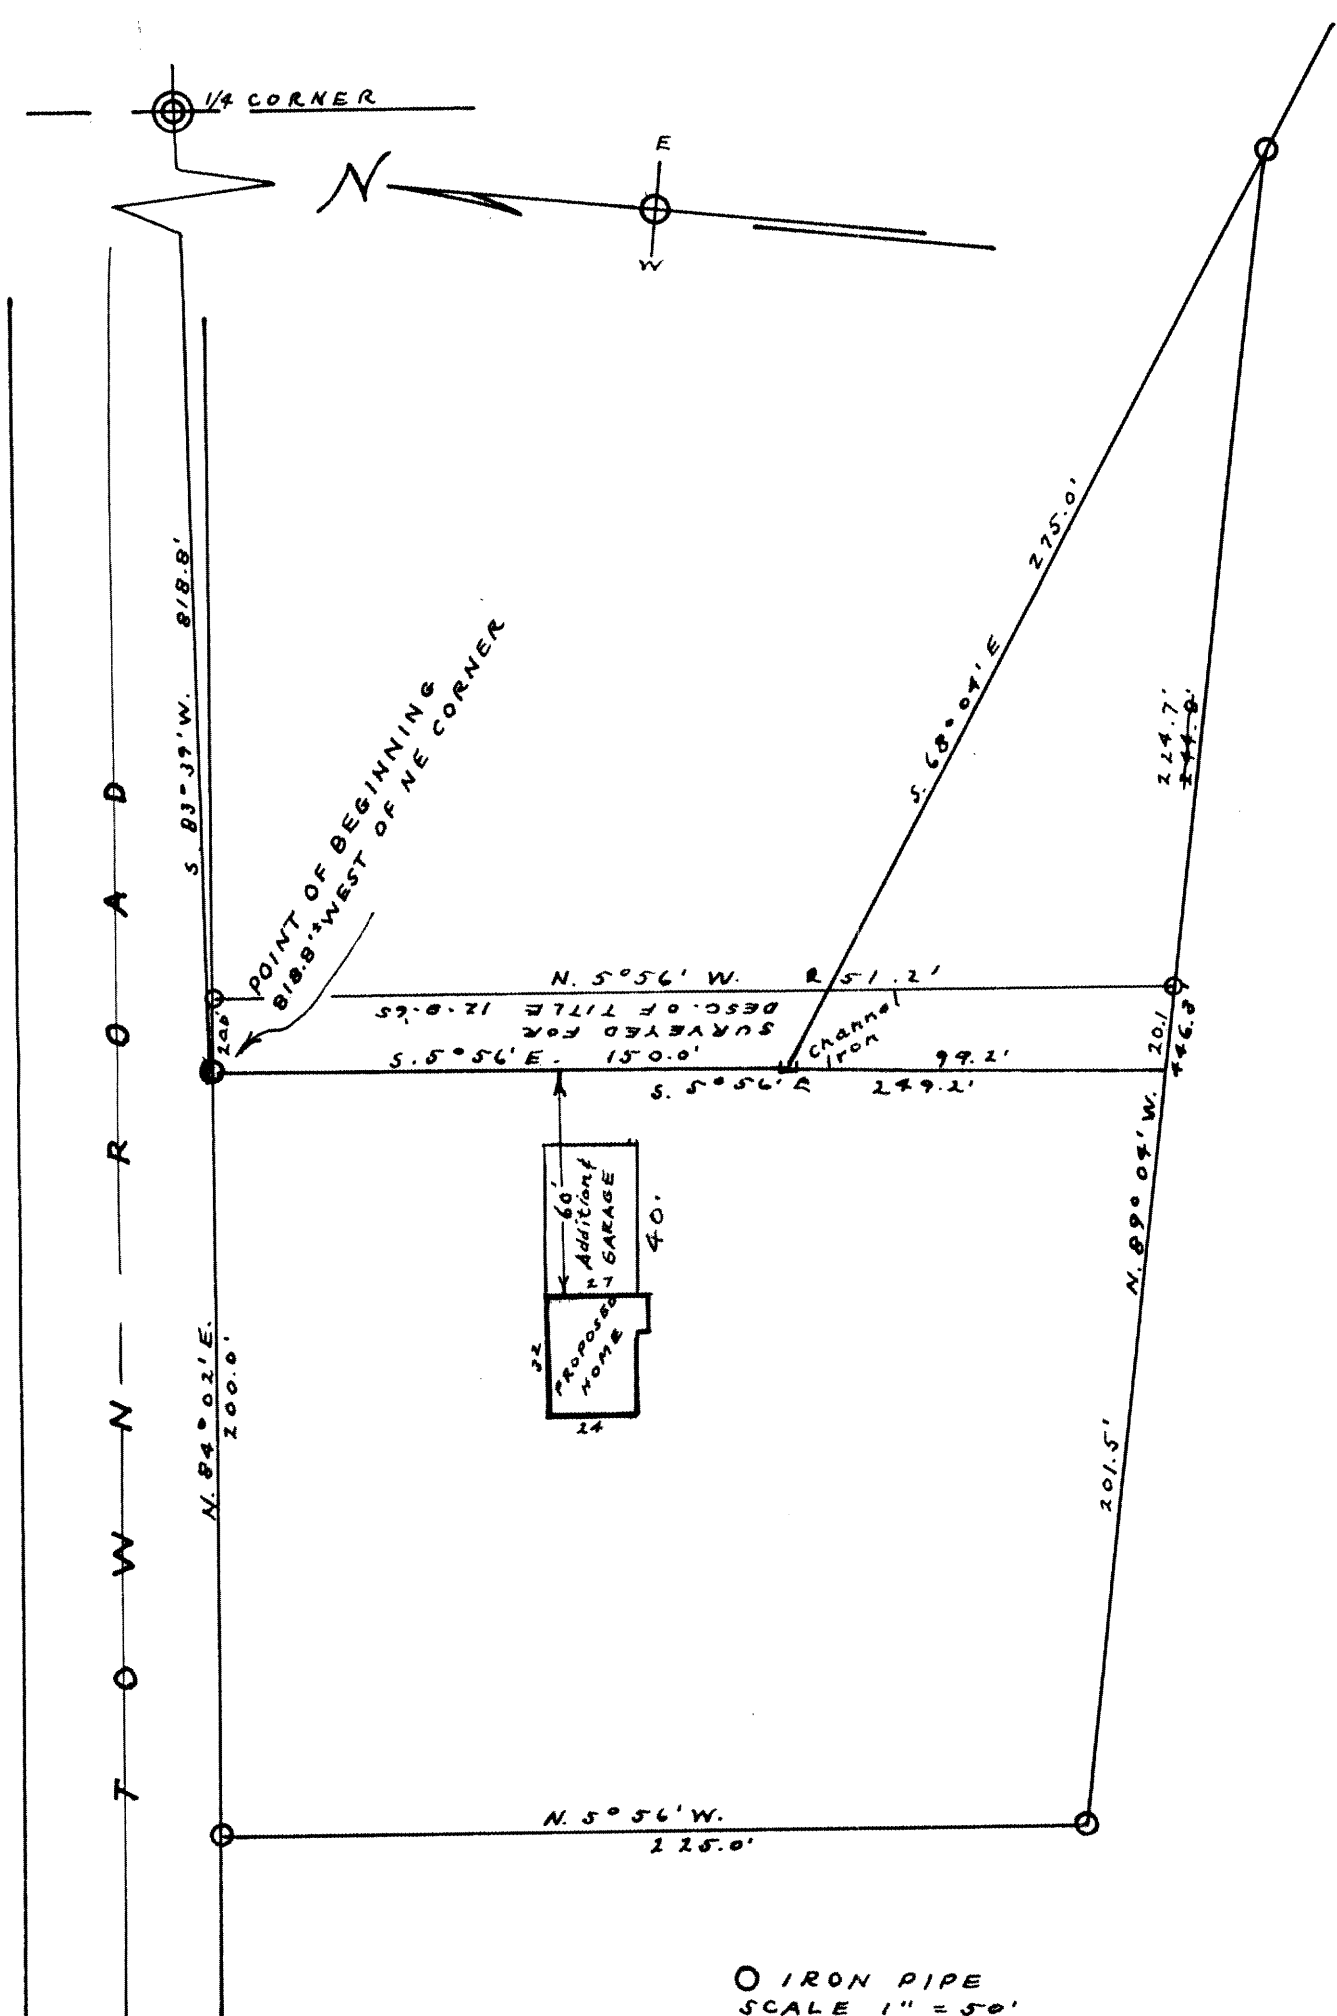 1/4 CORNER
N
E
W
275.0'
S. 68° 04' E
S. 83° 39' W. 818.8'
POINT OF BEGINNING
818.8'± WEST OF NE CORNER
224.7'
TOWN ROAD
N. 5° 56' W. 251.2'
SURVEYED FOR
DESC. OF TITLE 12-8-65
20.0'
channel
iron
S. 5° 56' E. 150.0'
99.2'
S. 5° 56' E 249.2'
20.1
446.3'
60'
Addition &
GARAGE
40'
27
PROPOSED
HOME
32
24
N. 89° 04' W.
201.5'
N. 84° 02' E.
200.0'
N. 5° 56' W.
225.0'
IRON PIPE
SCALE 1" = 50'